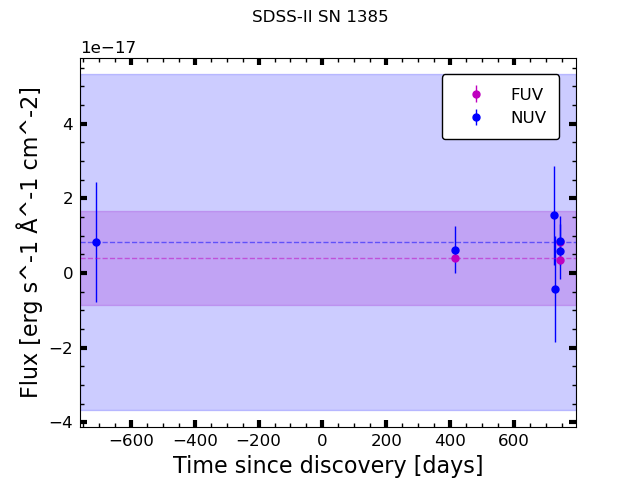 SDSS-II SN 1385
1e−17
FUV
NUV
4
2
0
−2
−4
Flux [erg s^-1 Å^-1 cm^-2]
−600 −400 −200 0 200 400 600
Time since discovery [days]